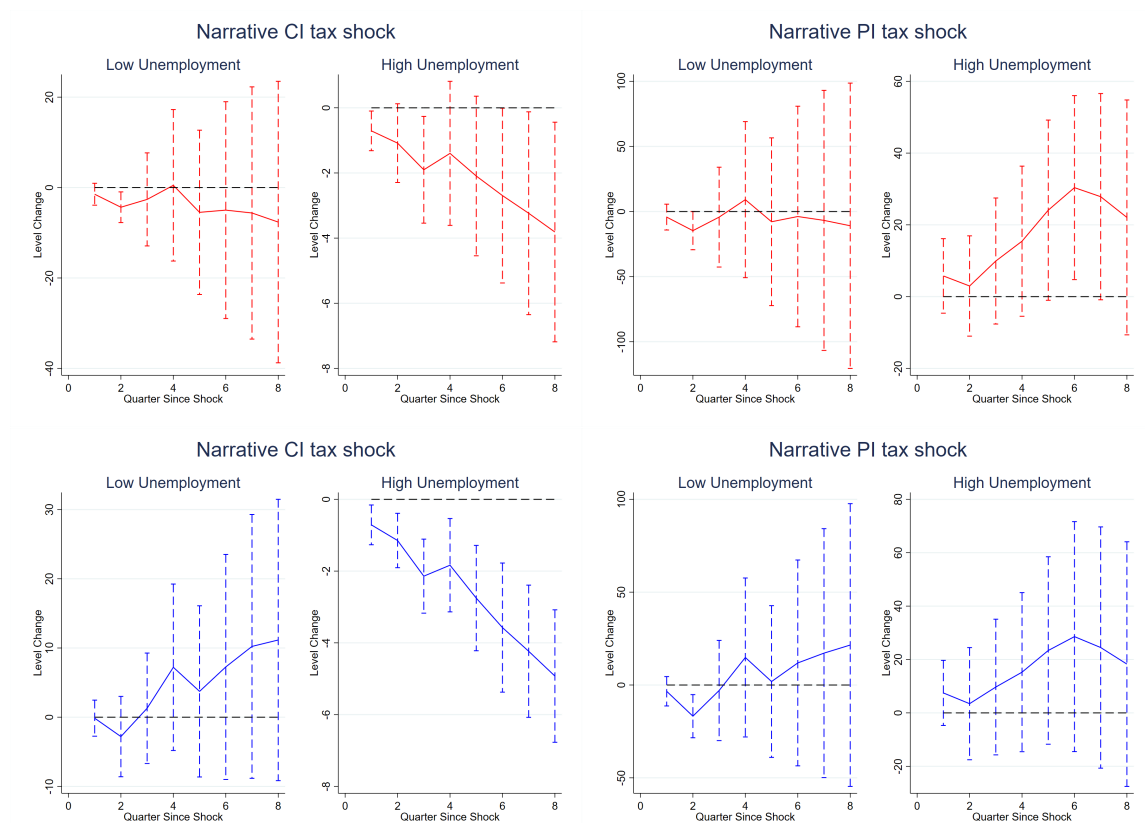 Narrative CI tax shock
Low Unemployment
High Unemployment
Level Change
20
0
-20
-40
0 2 4 6 8
Quarter Since Shock
Level Change
0
-2
-4
-6
-8
0 2 4 6 8
Quarter Since Shock
Narrative PI tax shock
Low Unemployment
High Unemployment
Level Change
100
50
0
-50
-100
0 2 4 6 8
Quarter Since Shock
Level Change
60
40
20
0
-20
0 2 4 6 8
Quarter Since Shock
Narrative CI tax shock
Low Unemployment
High Unemployment
Level Change
30
20
10
0
-10
0 2 4 6 8
Quarter Since Shock
Level Change
0
-2
-4
-6
-8
0 2 4 6 8
Quarter Since Shock
Narrative PI tax shock
Low Unemployment
High Unemployment
Level Change
100
50
0
-50
0 2 4 6 8
Quarter Since Shock
Level Change
80
60
40
20
0
-20
0 2 4 6 8
Quarter Since Shock